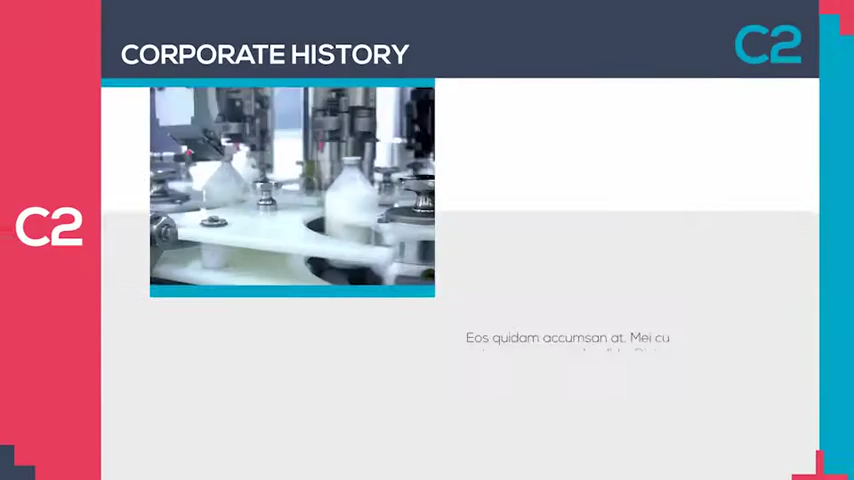 CORPORATE HISTORY
C2
C2
Eos quidam accumsan at. Mei cu